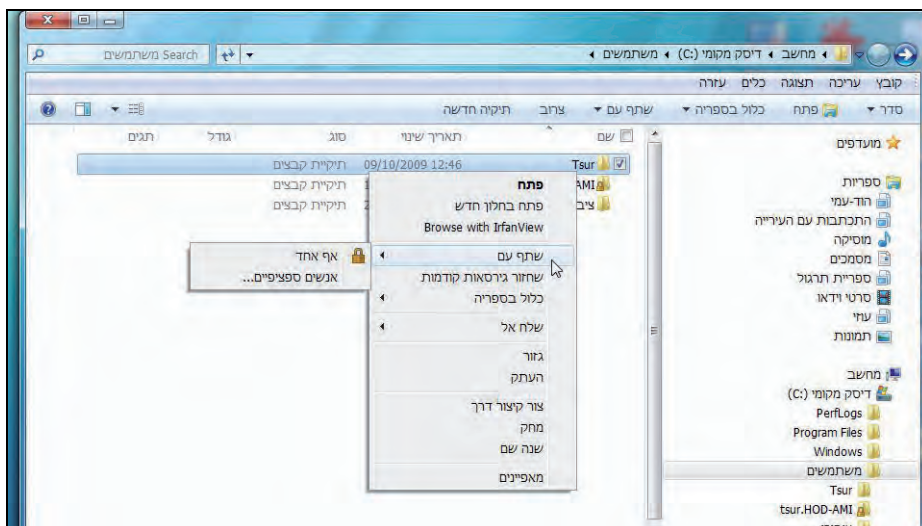 Search משתמשים
מחשב ◂ דיסק מקומי (C:) ◂ משתמשים ◂
קובץ עריכה תצוגה כלים עזרה
סדר ▾ פתח כלול בספריה ▾ שתף עם ▾ צרוב תיקיה חדשה
שם תאריך שינוי סוג גודל תגים
Tsur 09/10/2009 12:46 תיקיית קבצים
תיקיית קבצים
תיקיית קבצים
פתח
פתח בחלון חדש
Browse with IrfanView
שתף עם
שחזור גירסאות קודמות
כלול בספריה
שלח אל
גזור
העתק
צור קיצור דרך
מחק
שנה שם
מאפיינים
אף אחד
אנשים ספציפיים...
מועדפים
ספריות
הוד-עמי
התכתבות עם העירייה
מוסיקה
מסמכים
ספריית תרגול
סרטי וידאו
עוזי
תמונות
מחשב
דיסק מקומי (C:)
PerfLogs
Program Files
Windows
משתמשים
Tsur
tsur.HOD-AMI